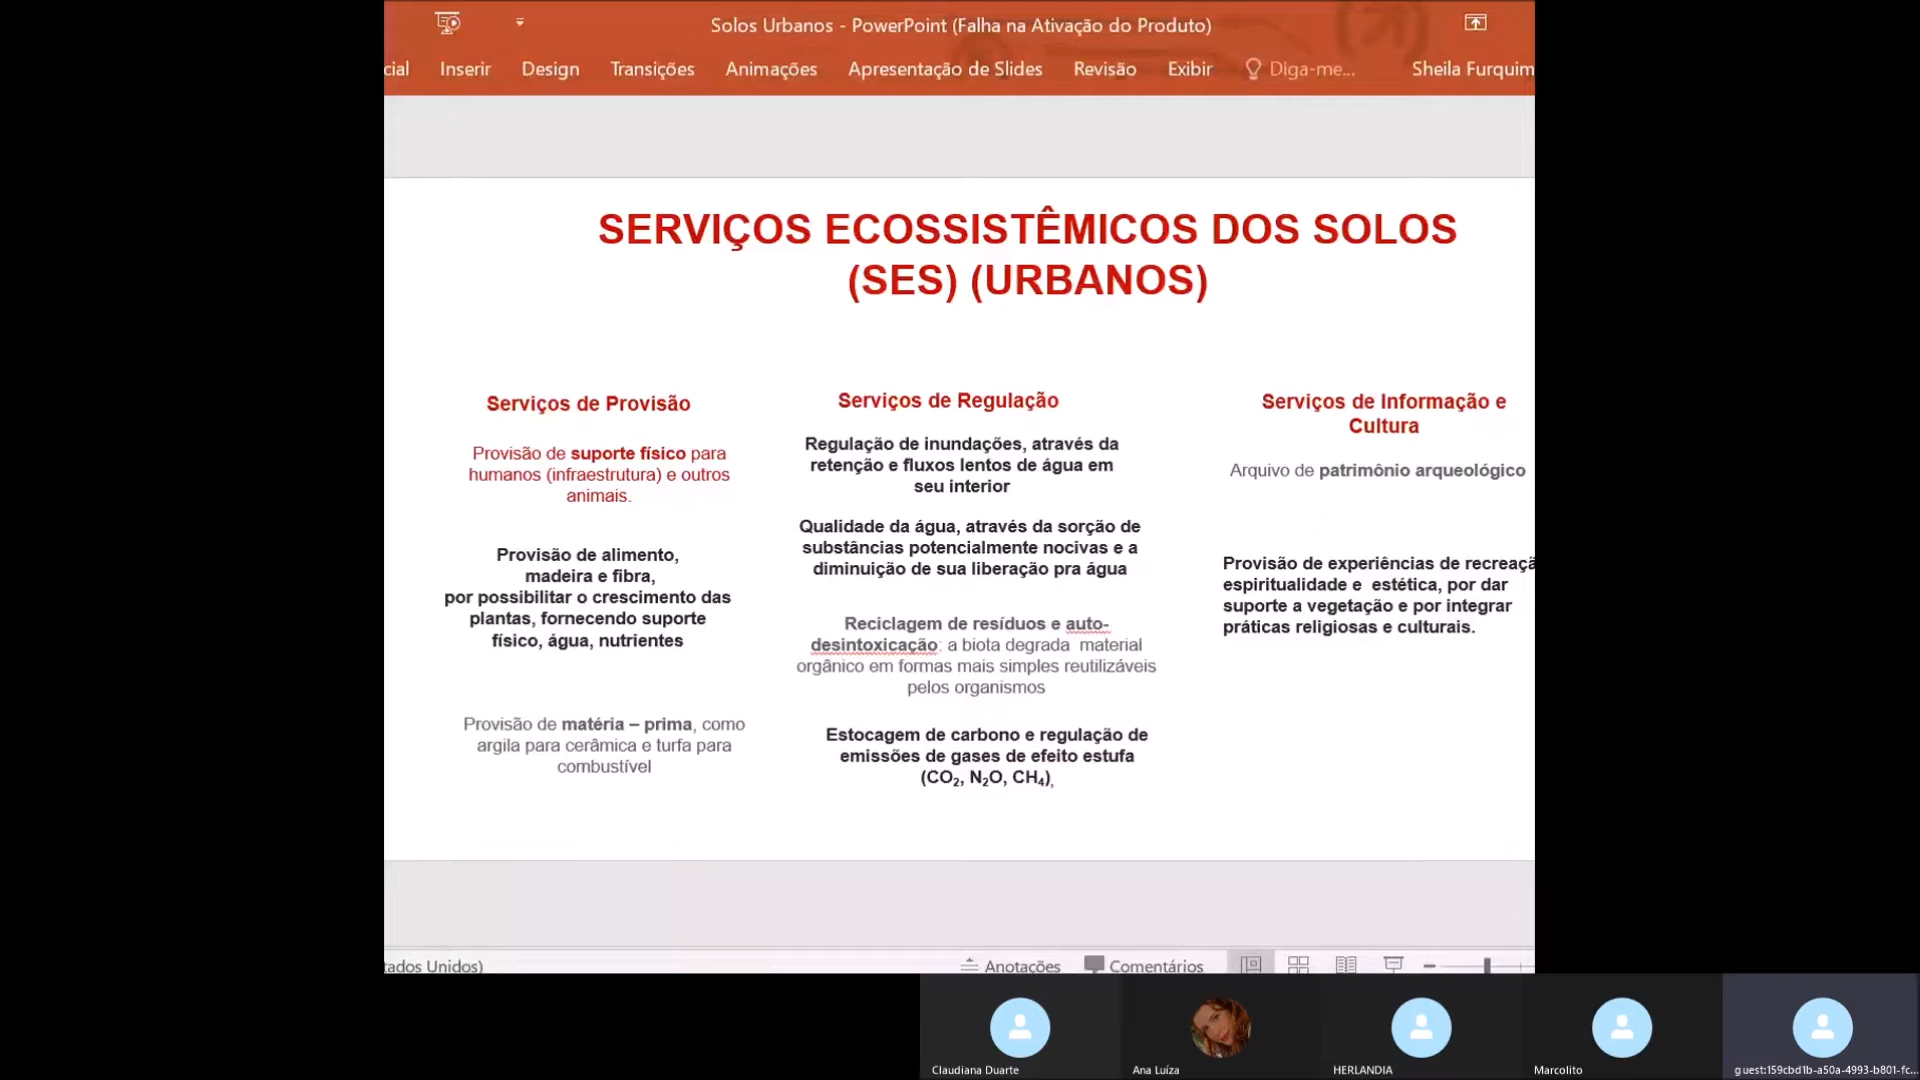 Solos Urbanos - PowerPoint (Falha na Ativação do Produto)
cial Inserir Design Transições Animações Apresentação de Slides Revisão Exibir Diga-me... Sheila Furquim
SERVIÇOS ECOSSISTÊMICOS DOS SOLOS
(SES) (URBANOS)
Serviços de Provisão
Provisão de suporte físico para
humanos (infraestrutura) e outros
animais.
Provisão de alimento,
madeira e fibra,
por possibilitar o crescimento das
plantas, fornecendo suporte
físico, água, nutrientes
Provisão de matéria – prima, como
argila para cerâmica e turfa para
combustível
Serviços de Regulação
Regulação de inundações, através da
retenção e fluxos lentos de água em
seu interior
Qualidade da água, através da sorção de
substâncias potencialmente nocivas e a
diminuição de sua liberação pra água
Reciclagem de resíduos e auto-
desintoxicação: a biota degrada material
orgânico em formas mais simples reutilizáveis
pelos organismos
Estocagem de carbono e regulação de
emissões de gases de efeito estufa
(CO₂, N₂O, CH₄),
Serviços de Informação e
Cultura
Arquivo de patrimônio arqueológico
Provisão de experiências de recreaçã
espiritualidade e estética, por dar
suporte a vegetação e por integrar
práticas religiosas e culturais.
tados Unidos) Anotações Comentários
Claudiana Duarte Ana Luíza HERLANDIA Marcolito guest:159cbd1b-a50a-4993-b801-fc...